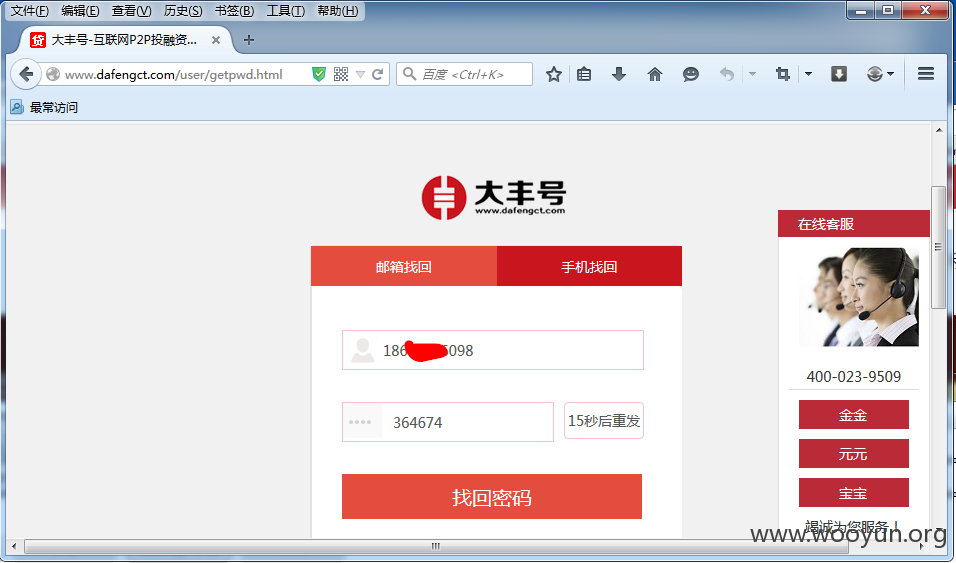 文件(F) 编辑(E) 查看(V) 历史(S) 书签(B) 工具(T) 帮助(H)
贷 大丰号-互联网P2P投融资...
www.dafengct.com/user/getpwd.html
百度 <Ctrl+K>
最常访问
大丰号
www.dafengct.com
邮箱找回 手机找回
186 5098
364674 15秒后重发
找回密码
在线客服
400-023-9509
金金
元元
宝宝
竭诚为您服务！
www.wooyun.org